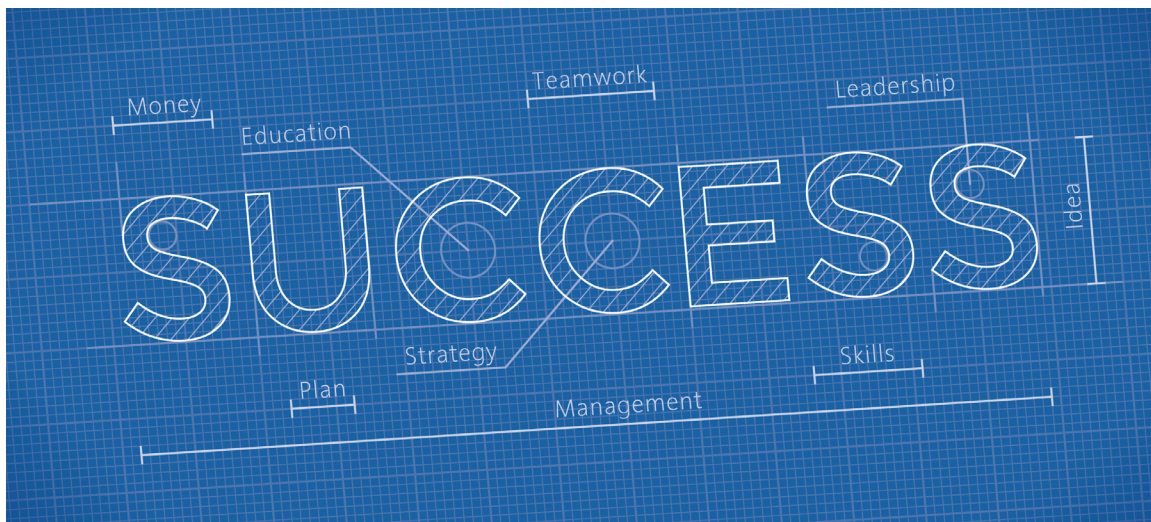 Money
Education
Teamwork
Leadership
SUCCESS
Idea
Strategy
Skills
Plan
Management